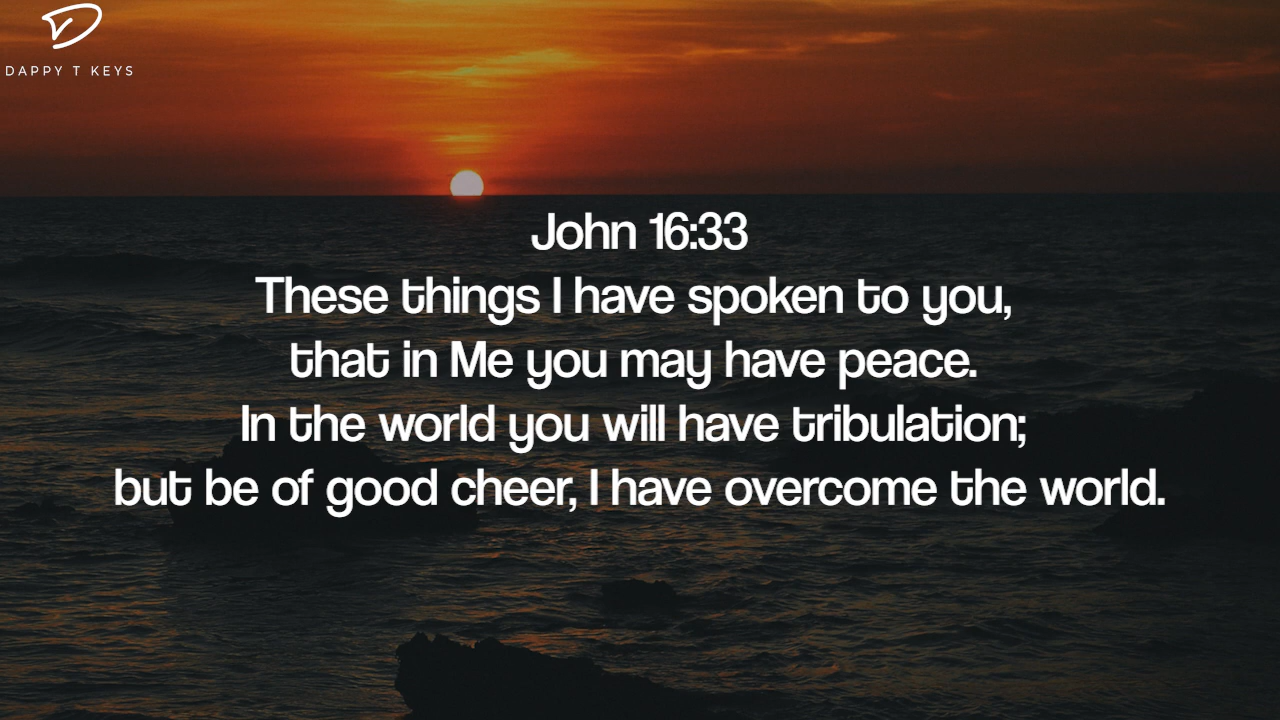 DAPPY T KEYS
John 16:33
These things I have spoken to you,
that in Me you may have peace.
In the world you will have tribulation;
but be of good cheer, I have overcome the world.